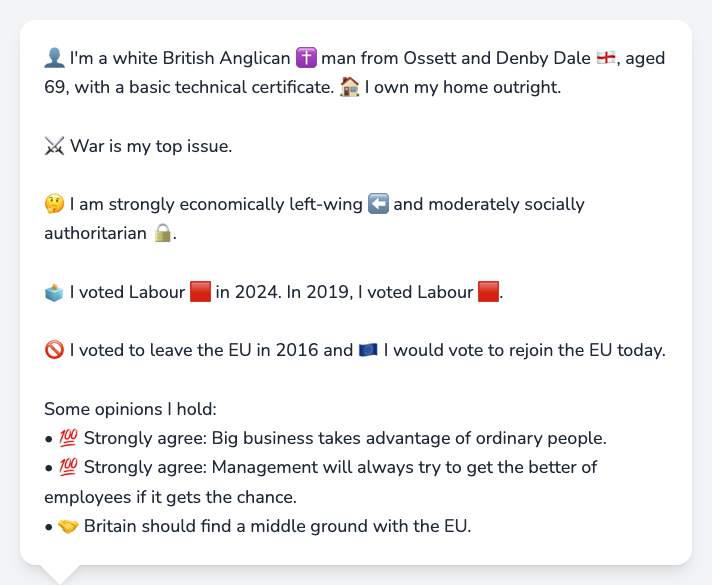 👤 I'm a white British Anglican ✝️ man from Ossett and Denby Dale 🏴󠁧󠁢󠁥󠁮󠁧󠁿, aged
69, with a basic technical certificate. 🏠 I own my home outright.
⚔️ War is my top issue.
🤔 I am strongly economically left-wing ⬅️ and moderately socially
authoritarian 🔒.
🗳️ I voted Labour 🟥 in 2024. In 2019, I voted Labour 🟥.
🚫 I voted to leave the EU in 2016 and 🇪🇺 I would vote to rejoin the EU today.
Some opinions I hold:
• 💯 Strongly agree: Big business takes advantage of ordinary people.
• 💯 Strongly agree: Management will always try to get the better of
employees if it gets the chance.
• 🤝 Britain should find a middle ground with the EU.